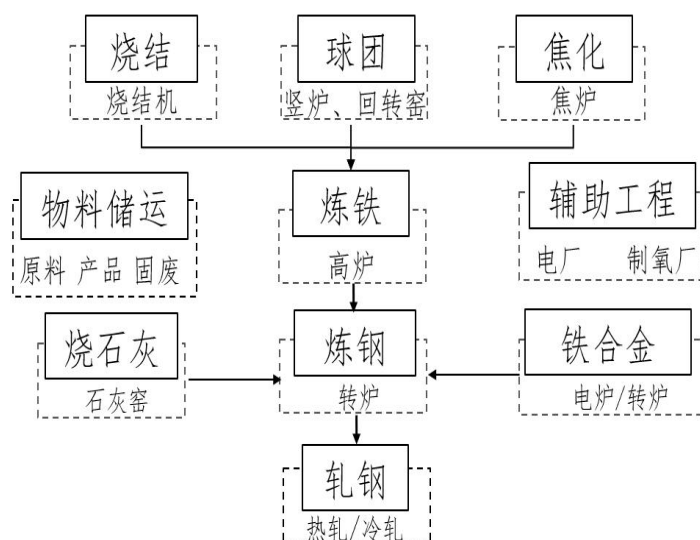 烧结
烧结机
球团
竖炉、回转窑
焦化
焦炉
物料储运
原料 产品 固废
炼铁
高炉
辅助工程
电厂 制氧厂
烧石灰
石灰窑
炼钢
转炉
铁合金
电炉/转炉
轧钢
热轧/冷轧